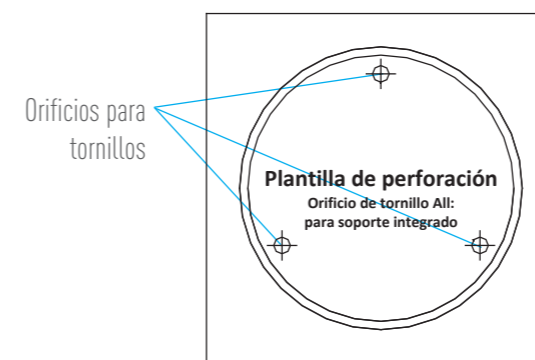 Orificios para
tornillos
Plantilla de perforación
Orificio de tornillo All:
para soporte integrado